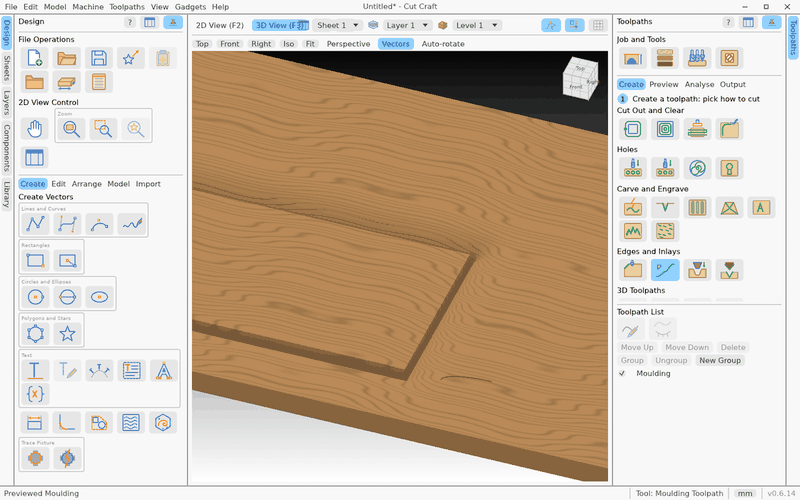 Untitled* - Cut Craft
File Edit Model Machine Toolpaths View Gadgets Help
Design
Sheets
Layers
Components
Library
Design
?
File Operations
2D View Control
Zoom
Create Edit Arrange Model Import
Create Vectors
Lines and Curves
Rectangles
Circles and Ellipses
Polygons and Stars
Text
Trace Picture
2D View (F2)
Sheet 1
Layer 1
Level 1
Top Front Right Iso Fit Perspective Vectors Auto-rotate
Top
Front
Toolpaths
?
Toolpaths
Job and Tools
Create Preview Analyse Output
1 Create a toolpath: pick how to cut
Cut Out and Clear
Holes
Carve and Engrave
Edges and Inlays
3D Toolpaths
Toolpath List
Move Up Move Down Delete
Group Ungroup New Group
Moulding
Previewed Moulding
Tool: Moulding Toolpath
mm
v0.6.14